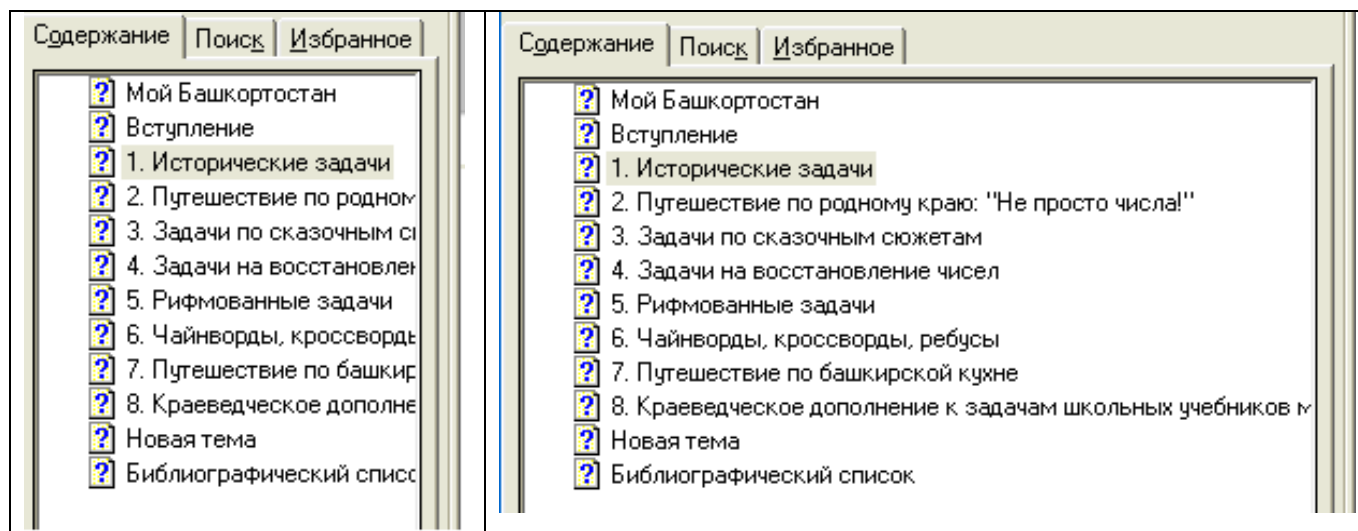 Содержание Поиск Избранное
Мой Башкортостан
Вступление
1. Исторические задачи
2. Путешествие по родном
3. Задачи по сказочным сі
4. Задачи на восстановлен
5. Рифмованные задачи
6. Чайнворды, кроссворды
7. Путешествие по башкир
8. Краеведческое дополне
Новая тема
Библиографический списо
Содержание Поиск Избранное
Мой Башкортостан
Вступление
1. Исторические задачи
2. Путешествие по родному краю: "Не просто числа!"
3. Задачи по сказочным сюжетам
4. Задачи на восстановление чисел
5. Рифмованные задачи
6. Чайнворды, кроссворды, ребусы
7. Путешествие по башкирской кухне
8. Краеведческое дополнение к задачам школьных учебников м
Новая тема
Библиографический список